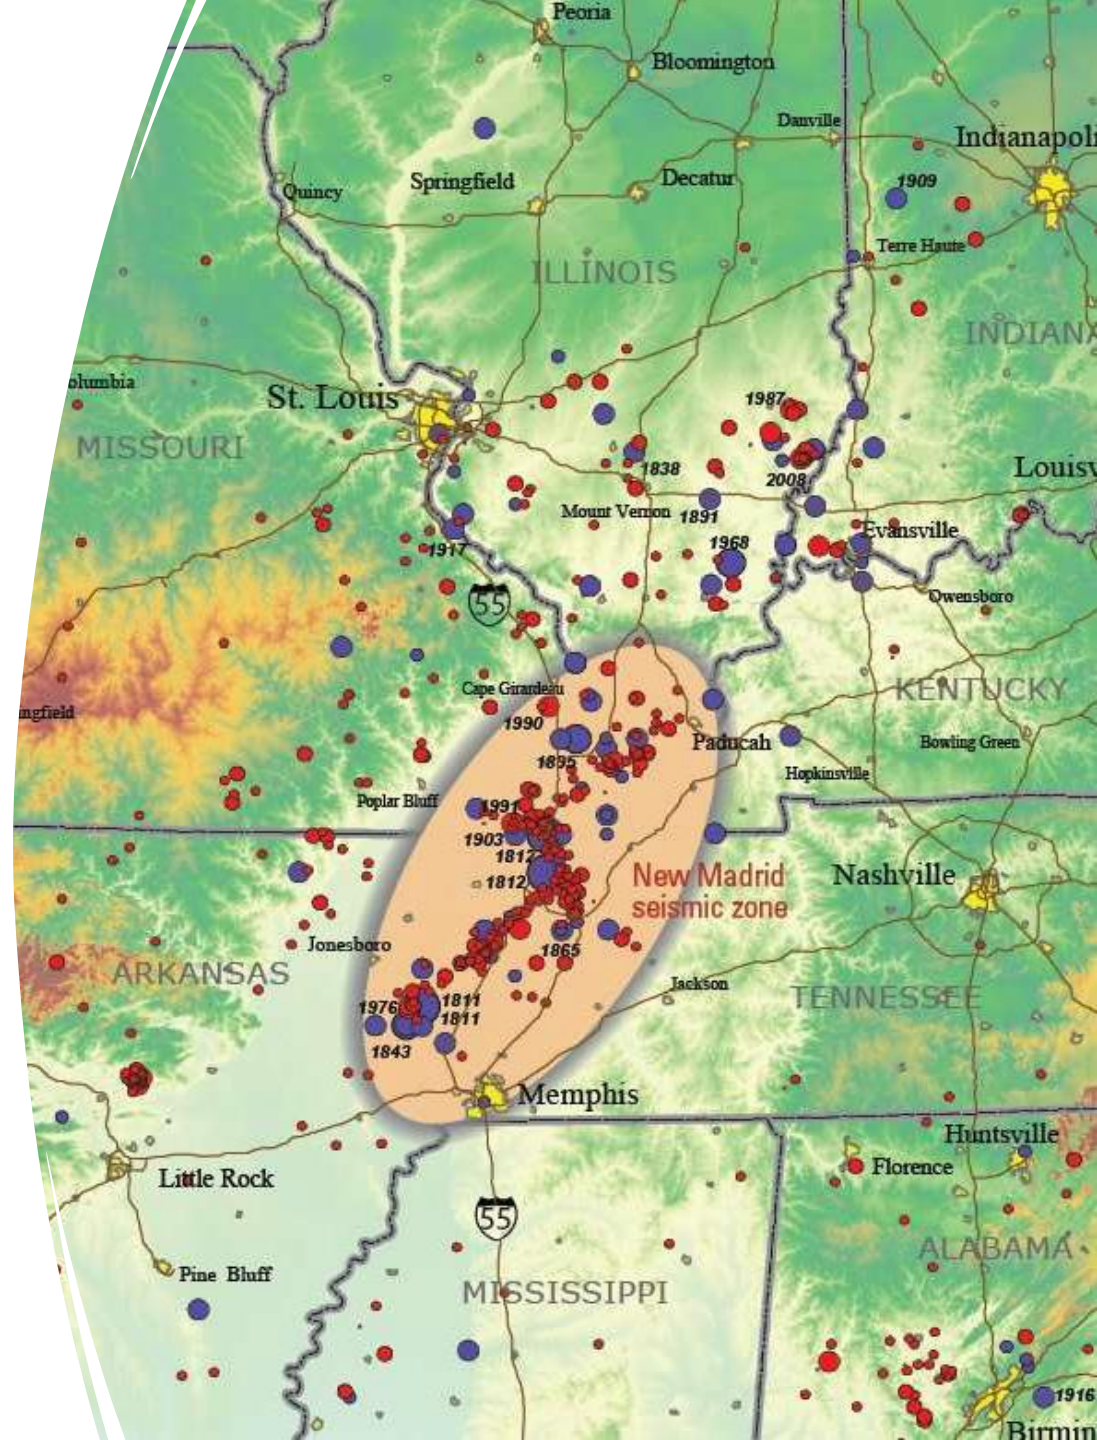 Peoria
Bloomington
Danville
Indianapoli
Springfield
Decatur
1909
Quincy
Terre Haute
ILLINOIS
INDIANA
olumbia
St. Louis
1987
MISSOURI
1838
2008
Louisv
Mount Vernon
1891
Evansville
1917
1968
55
Owensboro
Cape Girardeau
KENTUCKY
ingfield
1990
Paducah
Bowling Green
1895
Hopkinsville
Poplar Bluff
1991
1903
1812
1812
New Madrid
seismic zone
Nashville
Jonesboro
1865
ARKANSAS
Jackson
TENNESSEE
1976
1811
1811
1843
Memphis
Huntsville
Florence
Little Rock
55
ALABAMA
Pine Bluff
MISSISSIPPI
1916
Birmin